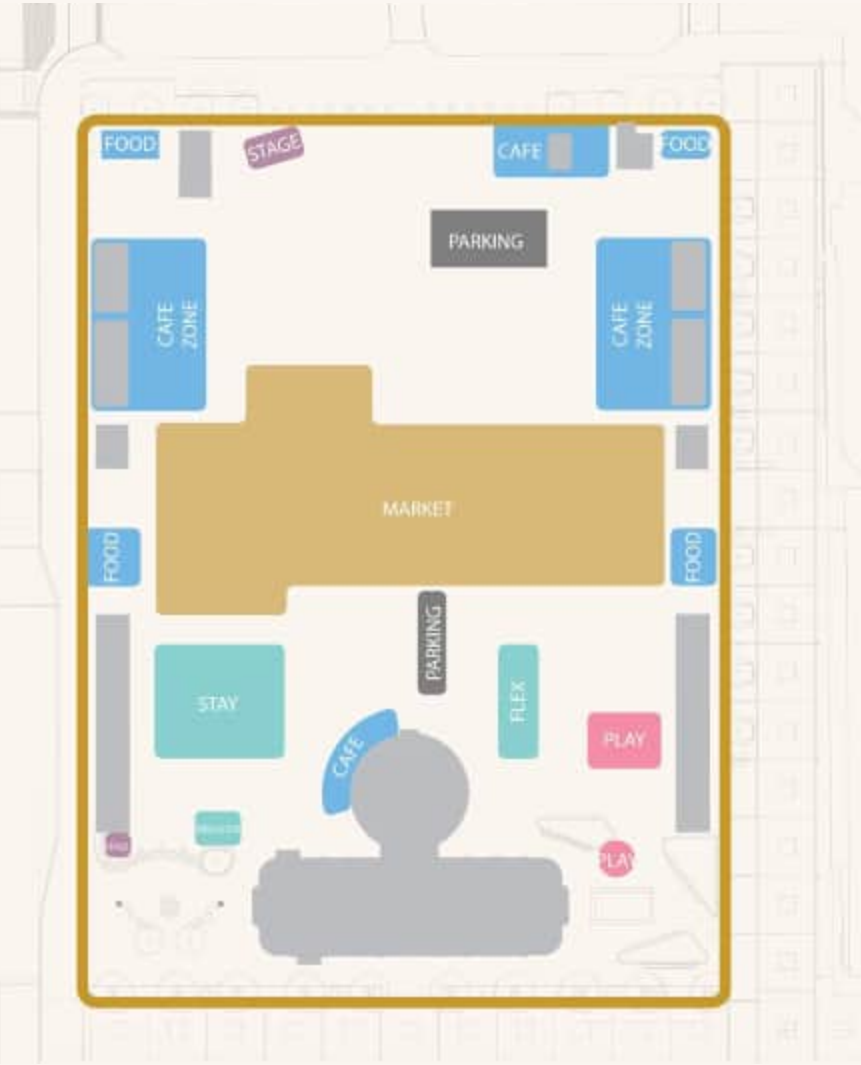 FOOD
STAGE
CAFE
FOOD
PARKING
CAFE
ZONE
CAFE
ZONE
MARKET
FOOD
FOOD
PARKING
STAY
FLEX
PLAY
CAFE
PLAY